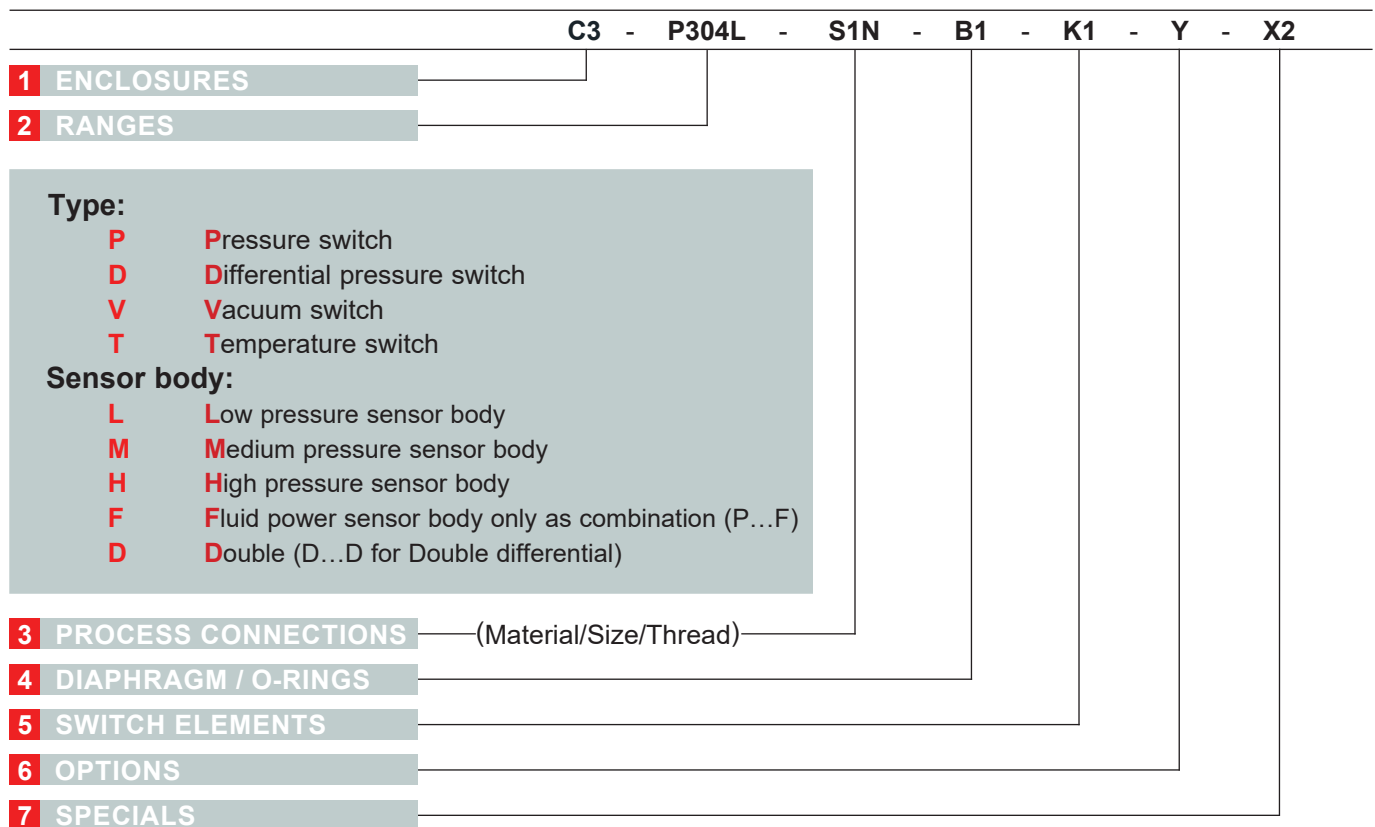 C3 - P304L - S1N - B1 - K1 - Y - X2
1 ENCLOSURES
2 RANGES
Type:
P Pressure switch
D Differential pressure switch
V Vacuum switch
T Temperature switch
Sensor body:
L Low pressure sensor body
M Medium pressure sensor body
H High pressure sensor body
F Fluid power sensor body only as combination (P…F)
D Double (D…D for Double differential)
3 PROCESS CONNECTIONS (Material/Size/Thread)
4 DIAPHRAGM / O-RINGS
5 SWITCH ELEMENTS
6 OPTIONS
7 SPECIALS